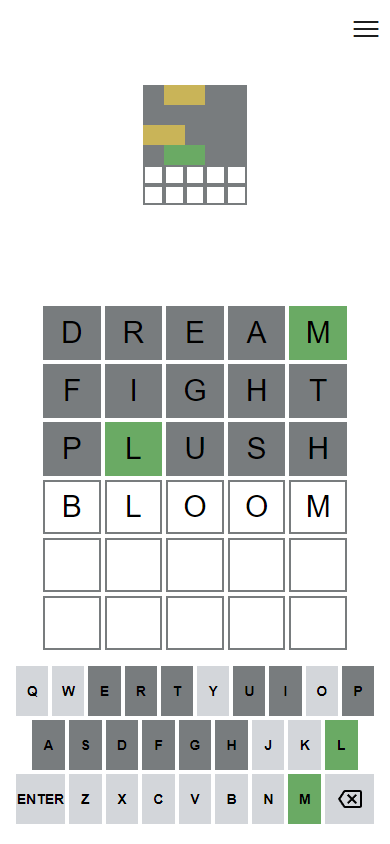 D R E A M
F I G H T
P L U S H
B L O O M
Q W E R T Y U I O P
A S D F G H J K L
ENTER Z X C V B N M